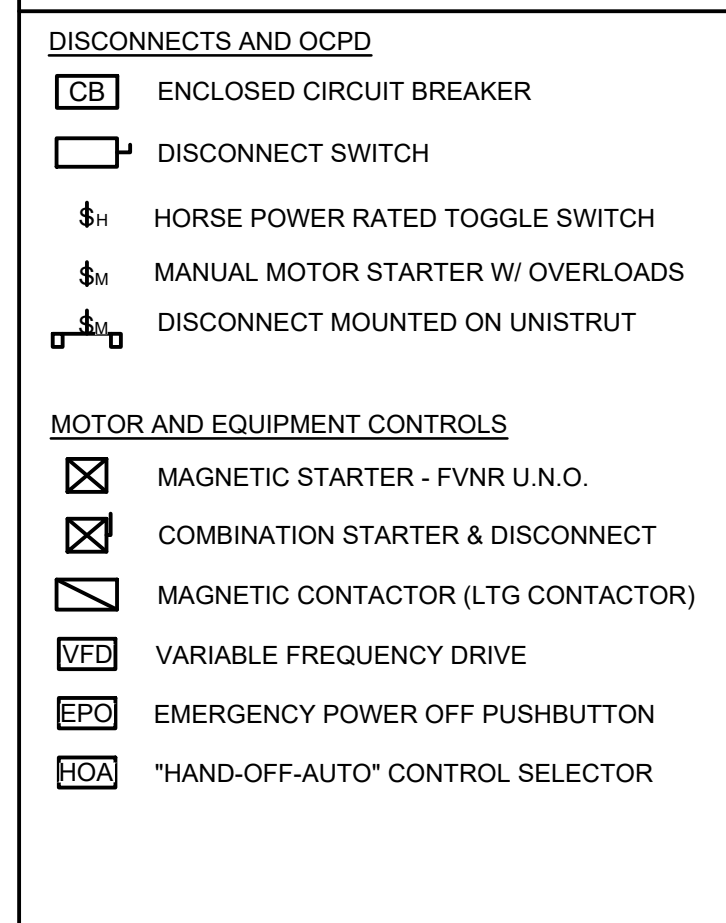 DISCONNECTS AND OCPD
CB ENCLOSED CIRCUIT BREAKER
DISCONNECT SWITCH
$H HORSE POWER RATED TOGGLE SWITCH
$M MANUAL MOTOR STARTER W/ OVERLOADS
$M DISCONNECT MOUNTED ON UNISTRUT
MOTOR AND EQUIPMENT CONTROLS
MAGNETIC STARTER - FVNR U.N.O.
COMBINATION STARTER & DISCONNECT
MAGNETIC CONTACTOR (LTG CONTACTOR)
VFD VARIABLE FREQUENCY DRIVE
EPO EMERGENCY POWER OFF PUSHBUTTON
HOA "HAND-OFF-AUTO" CONTROL SELECTOR